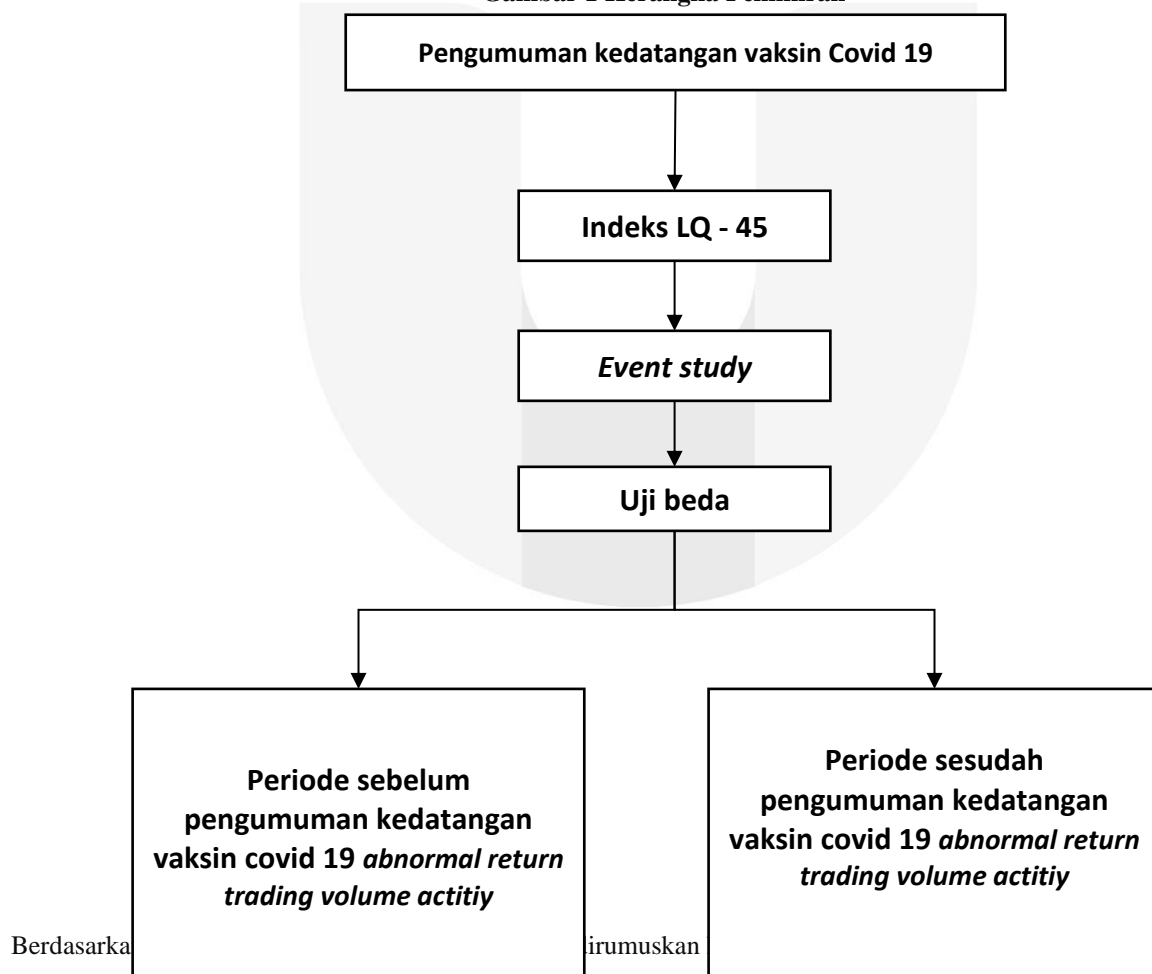 Pengumuman kedatangan vaksin Covid 19
Indeks LQ - 45
Event study
Uji beda
Periode sebelum
pengumuman kedatangan
vaksin covid 19 abnormal return
trading volume actitiy
Periode sesudah
pengumuman kedatangan
vaksin covid 19 abnormal return
trading volume actitiy
Berdasarka irumuskan